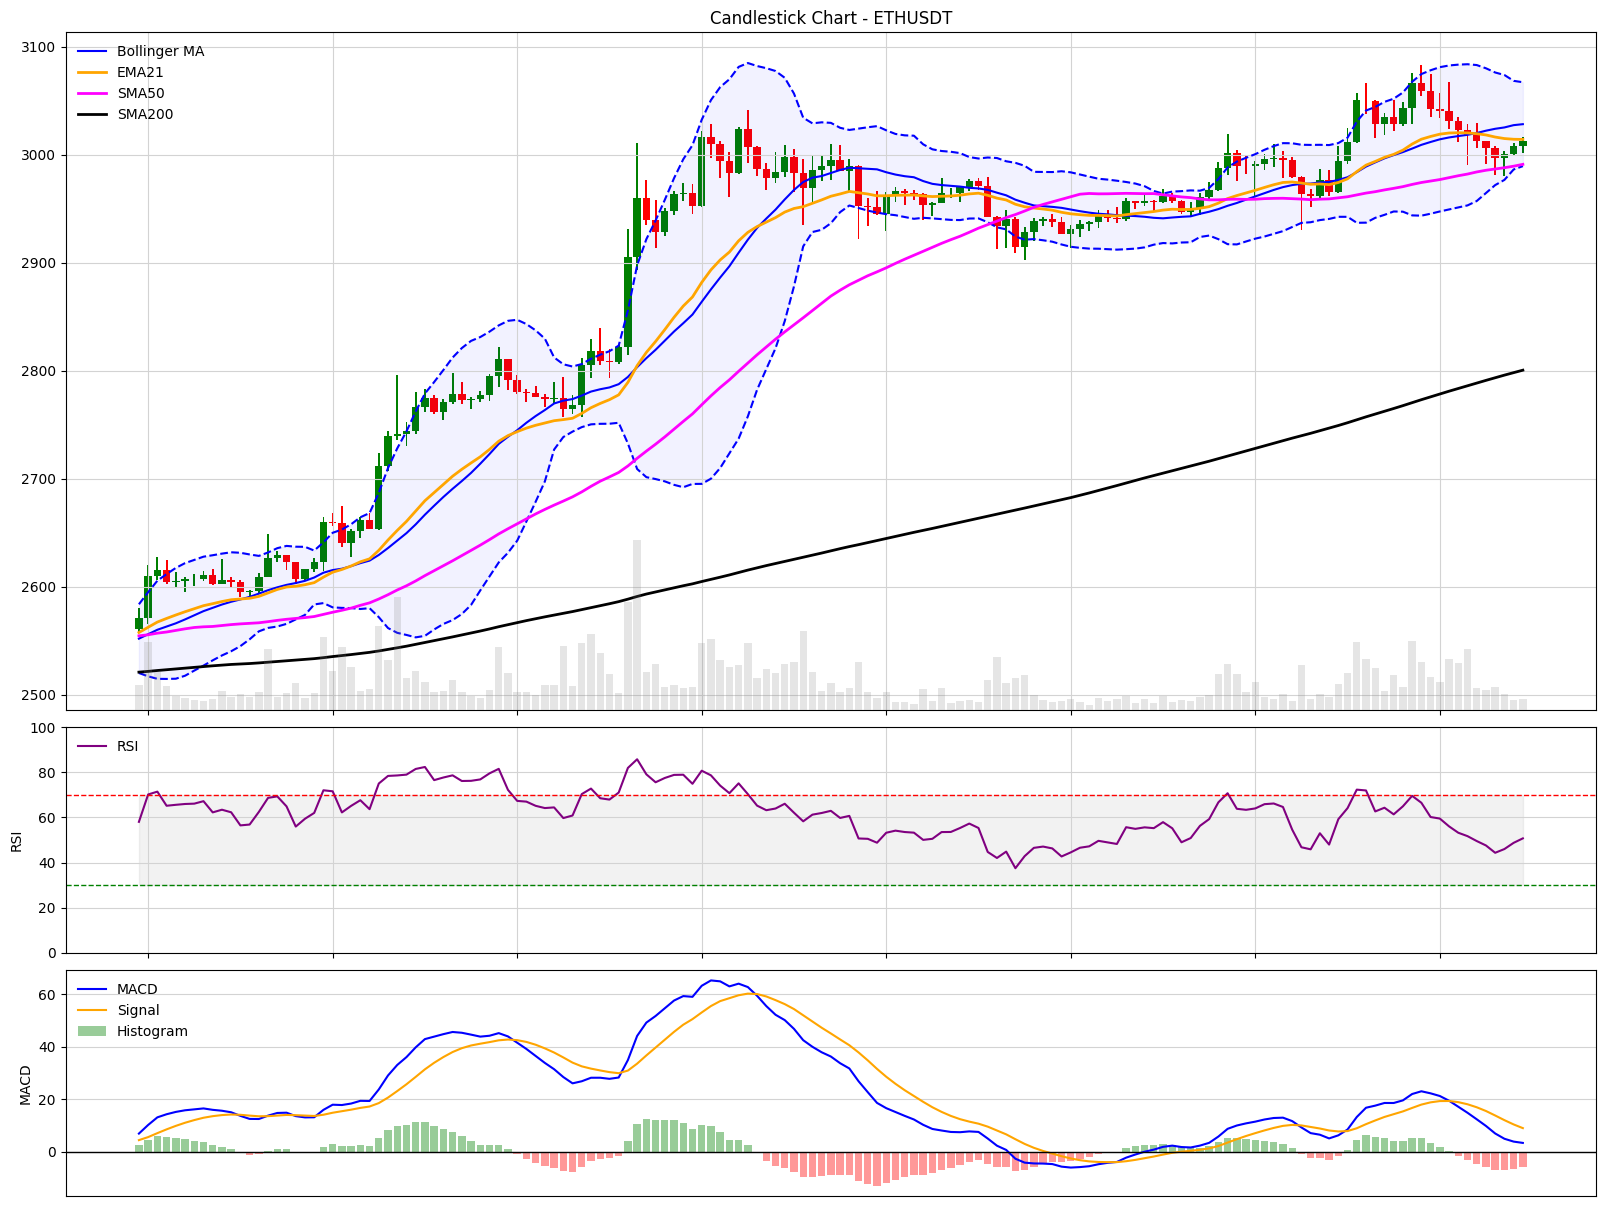 Candlestick Chart - ETHUSDT
Bollinger MA
EMA21
SMA50
SMA200
3100
3000
2900
2800
2700
2600
2500
RSI
RSI
100
80
60
40
20
0
MACD
Signal
Histogram
MACD
60
40
20
0